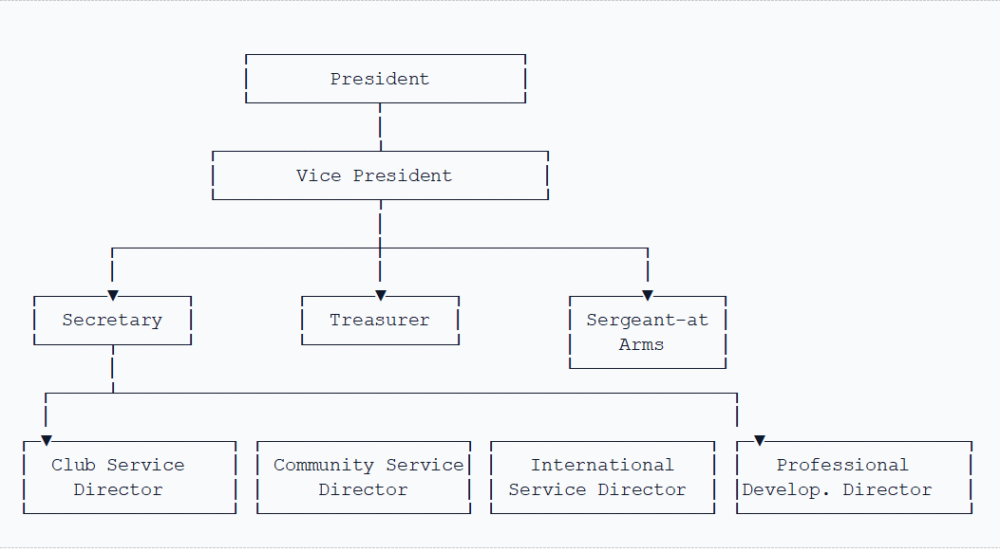 President
Vice President
Secretary
Treasurer
Sergeant-at
Arms
Club Service
Director
Community Service
Director
International
Service Director
Professional
Develop. Director